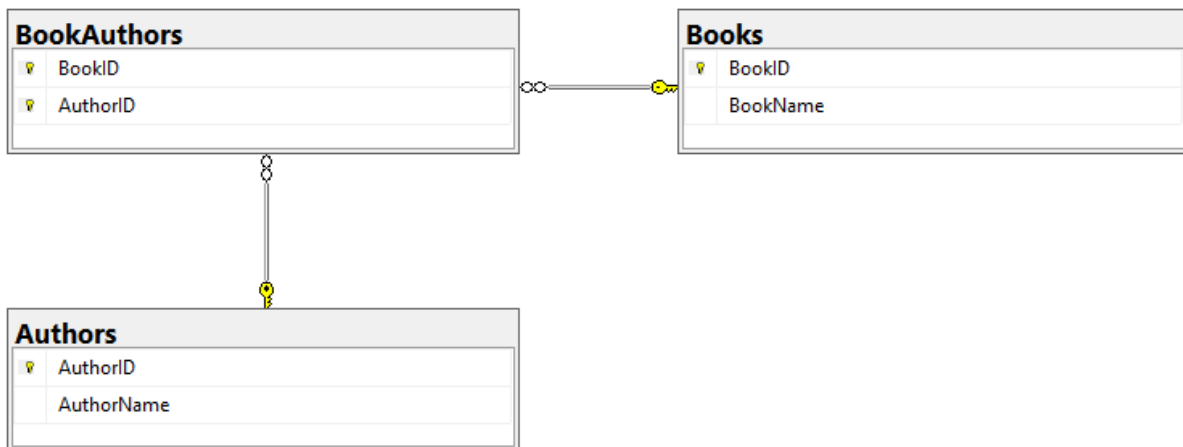 BookAuthors
BookID
AuthorID
Books
BookID
BookName
Authors
AuthorID
AuthorName